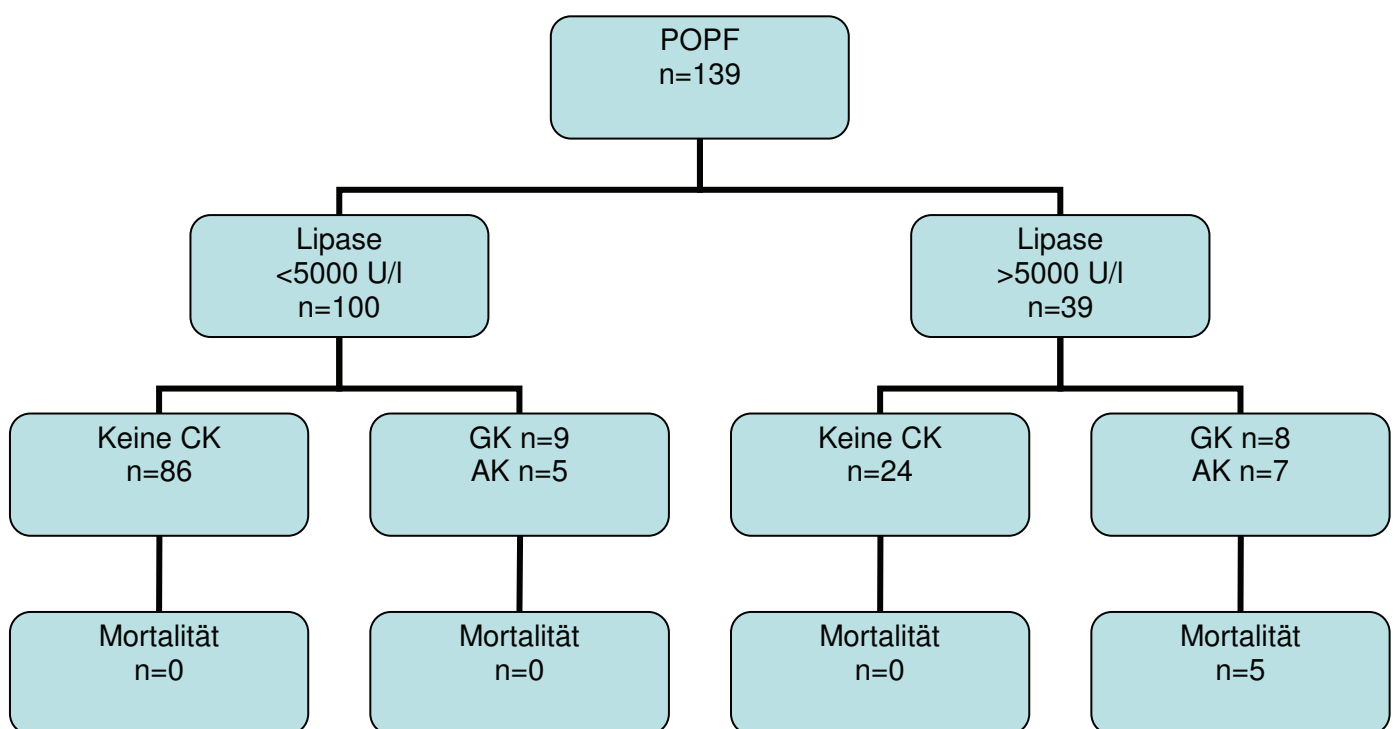 POPF
n=139
Lipase
<5000 U/l
n=100
Lipase
>5000 U/l
n=39
Keine CK
n=86
GK n=9
AK n=5
Keine CK
n=24
GK n=8
AK n=7
Mortalität
n=0
Mortalität
n=0
Mortalität
n=0
Mortalität
n=5